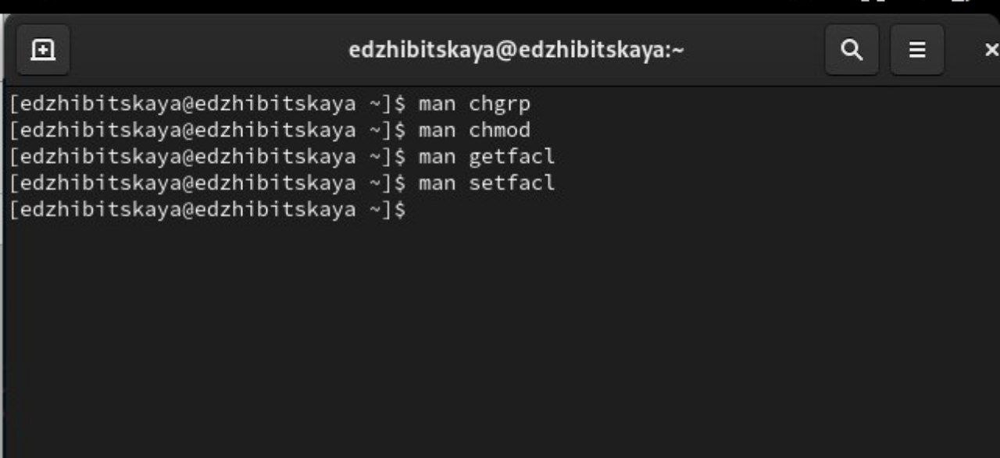 edzhibitskaya@edzhibitskaya:~
[edzhibitskaya@edzhibitskaya ~]$ man chgrp
[edzhibitskaya@edzhibitskaya ~]$ man chmod
[edzhibitskaya@edzhibitskaya ~]$ man getfacl
[edzhibitskaya@edzhibitskaya ~]$ man setfacl
[edzhibitskaya@edzhibitskaya ~]$